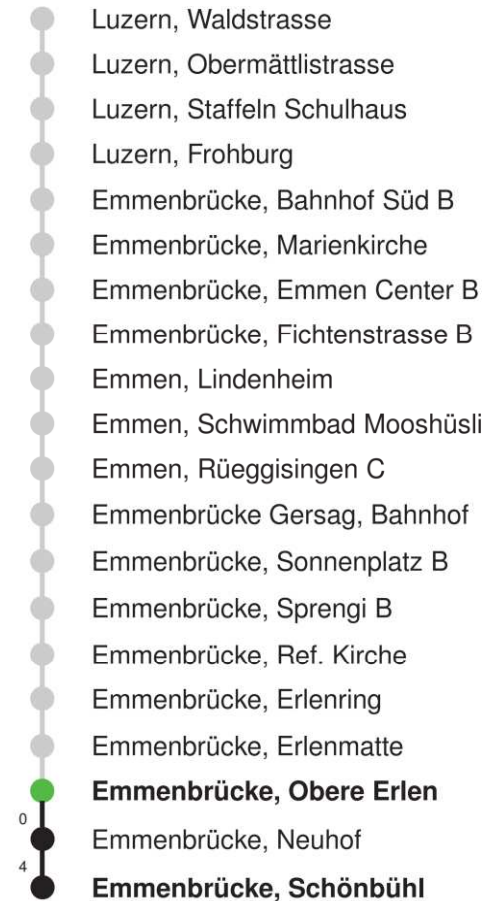 Luzern, Waldstrasse
Luzern, Obermättlistrasse
Luzern, Staffeln Schulhaus
Luzern, Frohburg
Emmenbrücke, Bahnhof Süd B
Emmenbrücke, Marienkirche
Emmenbrücke, Emmen Center B
Emmenbrücke, Fichtenstrasse B
Emmen, Lindenheim
Emmen, Schwimmbad Mooshüsli
Emmen, Rüeggisingen C
Emmenbrücke Gersag, Bahnhof
Emmenbrücke, Sonnenplatz B
Emmenbrücke, Sprengi B
Emmenbrücke, Ref. Kirche
Emmenbrücke, Erlenring
Emmenbrücke, Erlenmatte
Emmenbrücke, Obere Erlen
0
Emmenbrücke, Neuhof
4
Emmenbrücke, Schönbühl